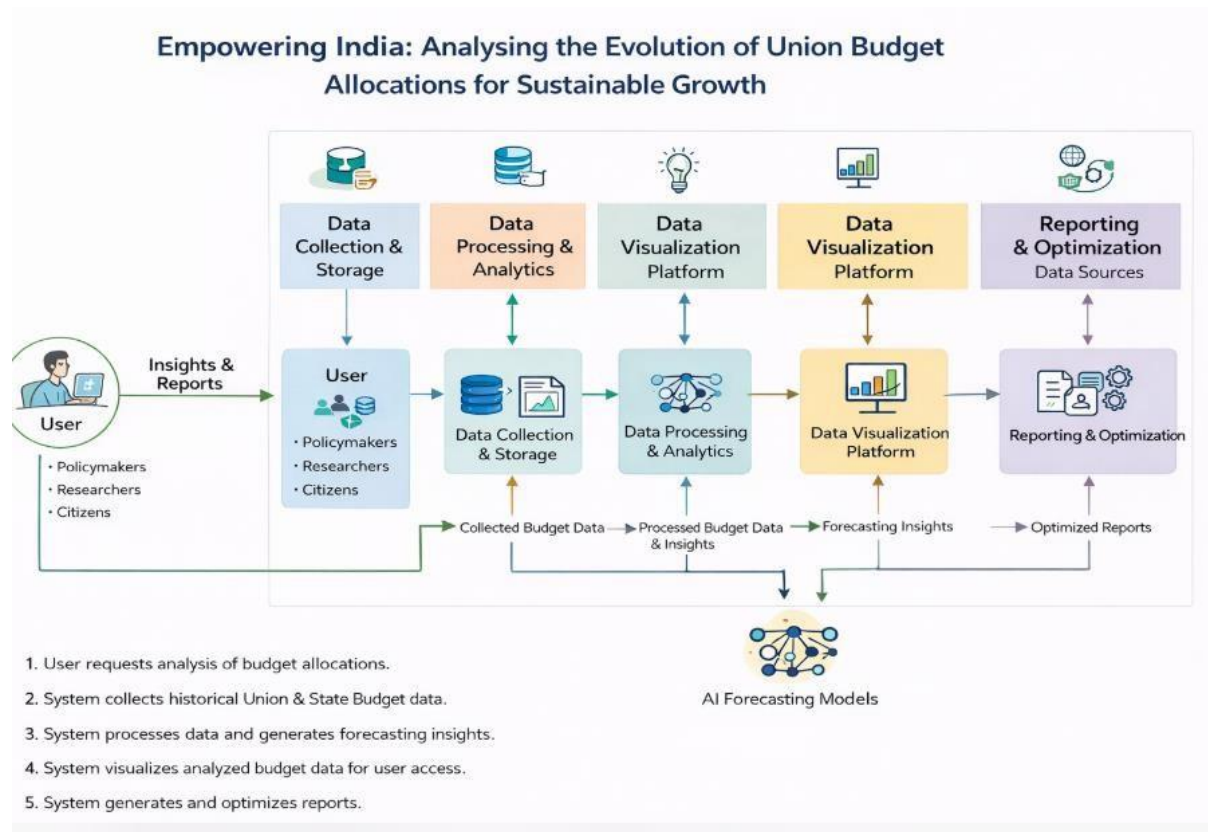 Empowering India: Analysing the Evolution of Union Budget
Allocations for Sustainable Growth
Data
Collection &
Storage
Data
Processing &
Analytics
Data
Visualization
Platform
Data
Visualization
Platform
Reporting
& Optimization
Data Sources
Insights &
Reports
User
• Policymakers
• Researchers
• Citizens
User
• Policymakers
• Researchers
• Citizens
Data Collection
& Storage
Data Processing
& Analytics
Data Visualization
Platform
Reporting & Optimization
Collected Budget Data
Processed Budget Data
& Insights
Forecasting Insights
Optimized Reports
AI Forecasting Models
1. User requests analysis of budget allocations.
2. System collects historical Union & State Budget data.
3. System processes data and generates forecasting insights.
4. System visualizes analyzed budget data for user access.
5. System generates and optimizes reports.